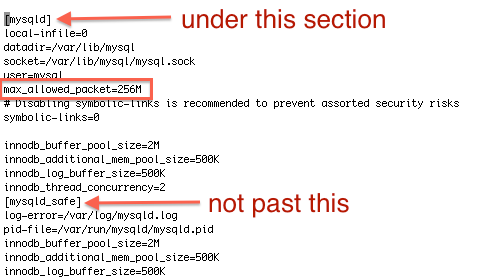 [mysqld]
under this section
local-infile=0
datadir=/var/lib/mysql
socket=/var/lib/mysql/mysql.sock
user=mysql
max_allowed_packet=256M
# Disabling symbolic-links is recommended to prevent assorted security risks
symbolic-links=0
innodb_buffer_pool_size=2M
innodb_additional_mem_pool_size=500K
innodb_log_buffer_size=500K
innodb_thread_concurrency=2
[mysqld_safe]
not past this
log-error=/var/log/mysqld.log
pid-file=/var/run/mysqld/mysqld.pid
innodb_buffer_pool_size=2M
innodb_additional_mem_pool_size=500K
innodb_log_buffer_size=500K